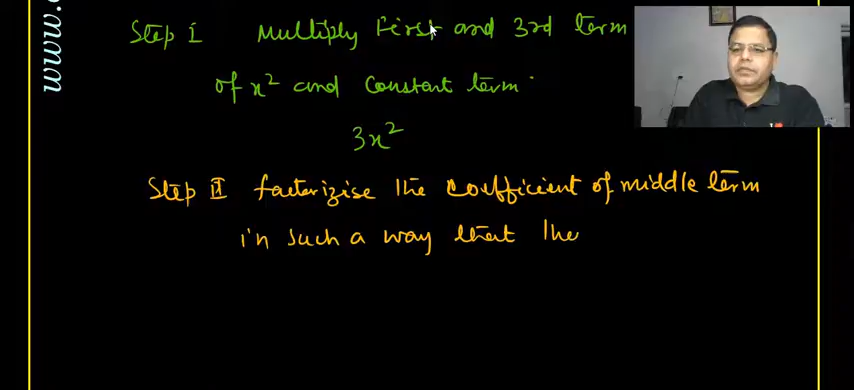 www.
Step I Multiply First and 3rd term
of x² and Constant term.
3x²
Step II factorizise the coefficient of middle term
in such a way that the